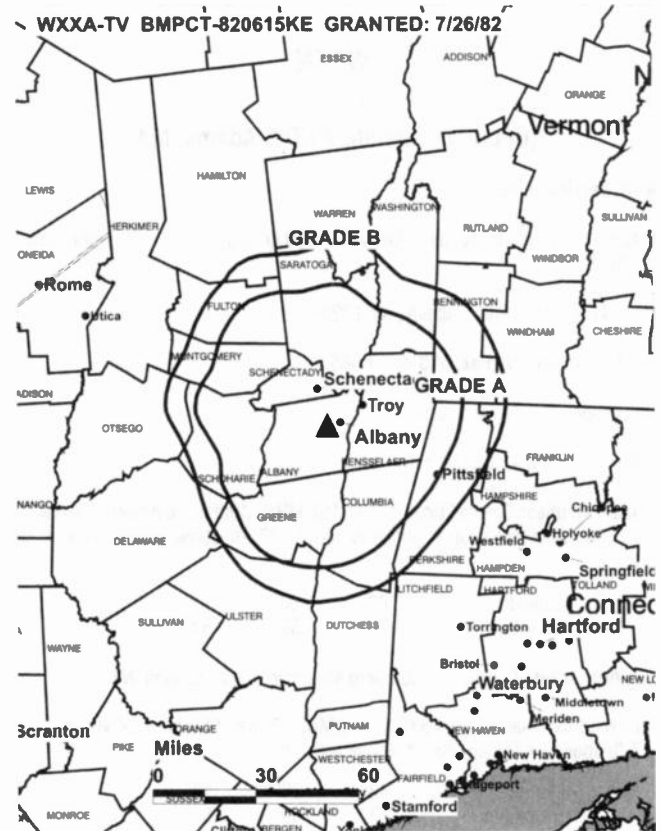 WXXA-TV BMPCT-820615KE GRANTED: 7/26/82
ESSEX
ADDISON
N
ORANGE
Vermont
HAMILTON
LEWIS
WARREN
WASHINGTON
SULLIVAN
HERKIMER
RUTLAND
GRADE B
ONEIDA
SARATOGA
WINDSOR
Rome
BENNINGTON
FULTON
Utica
WINDHAM
CHESHIRE
MONTGOMERY
SCHENECTADY
Schenecta
GRADE A
ADISON
Troy
OTSEGO
Albany
FRANKLIN
RENSSELAER
ALBANY
Pittsfield
SCHOHARIE
HAMPSHIRE
COLUMBIA
Chicopee
NANGO
GREENE
Holyoke
DELAWARE
Westfield
BERKSHIRE
HAMPDEN
Springfield
TOLLAND
LITCHFIELD
HARTFORD
Connec
SULLIVAN
ULSTER
DUTCHESS
Torrington
Hartford
WAYNE
Bristol
Waterbury
NEW LO
Middletown
Meriden
Scranton
ORANGE
PUTNAM
NEW HAVEN
PIKE
Miles
WESTCHESTER
New Haven
0 30 60
FAIRFIELD
Bridgeport
SUSSEX
ROCKLAND
Stamford
MONROE
BERGEN